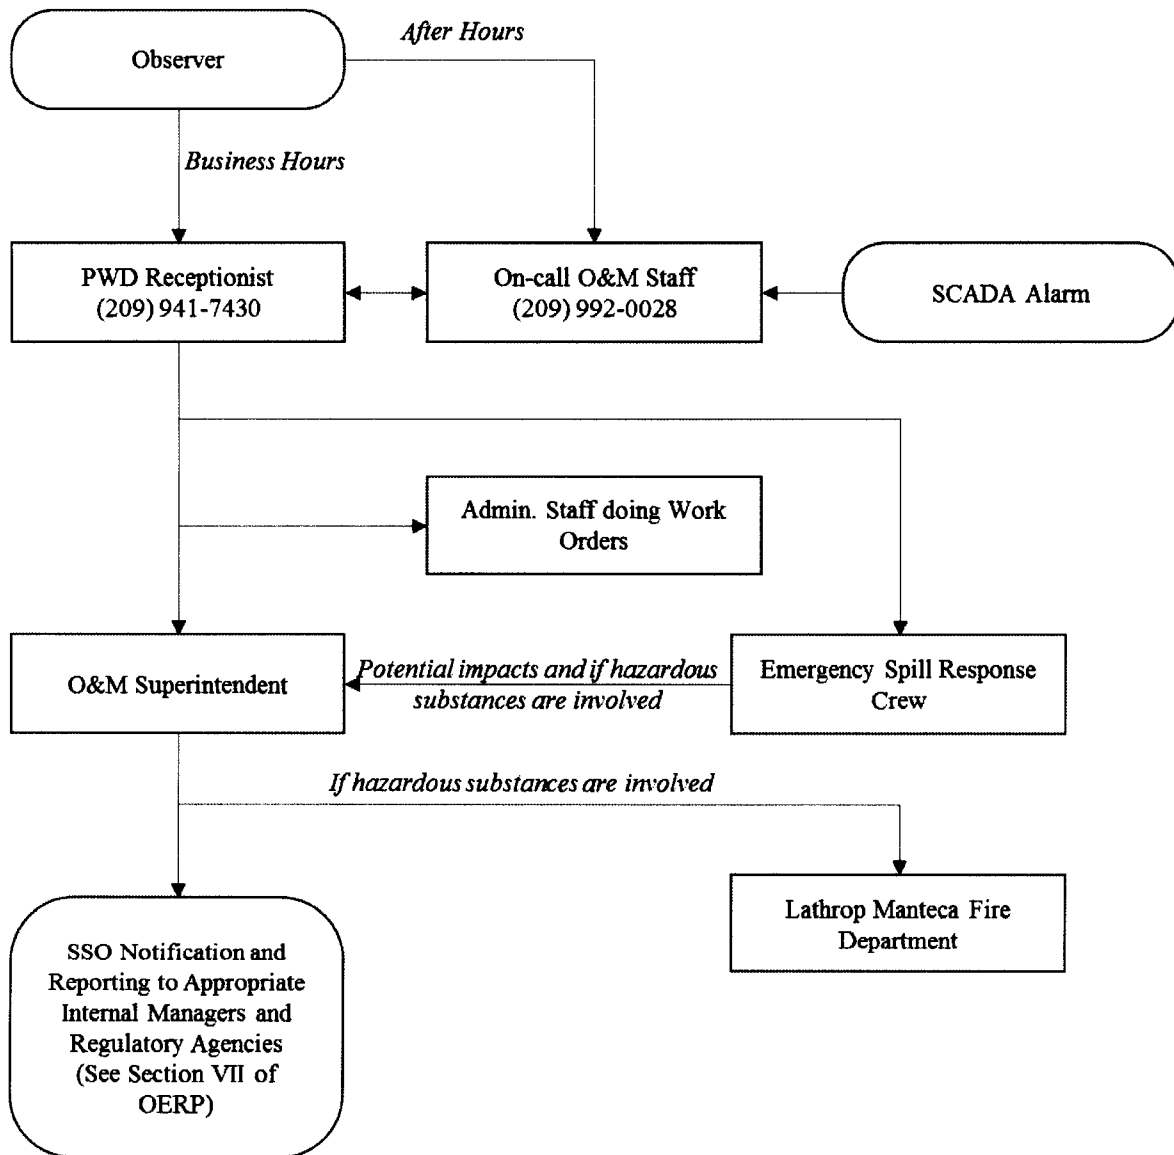 After Hours
Observer
Business Hours
PWD Receptionist
(209) 941-7430
On-call O&M Staff
(209) 992-0028
SCADA Alarm
Admin. Staff doing Work
Orders
O&M Superintendent
Potential impacts and if hazardous
substances are involved
Emergency Spill Response
Crew
If hazardous substances are involved
Lathrop Manteca Fire
Department
SSO Notification and
Reporting to Appropriate
Internal Managers and
Regulatory Agencies
(See Section VII of
OERP)